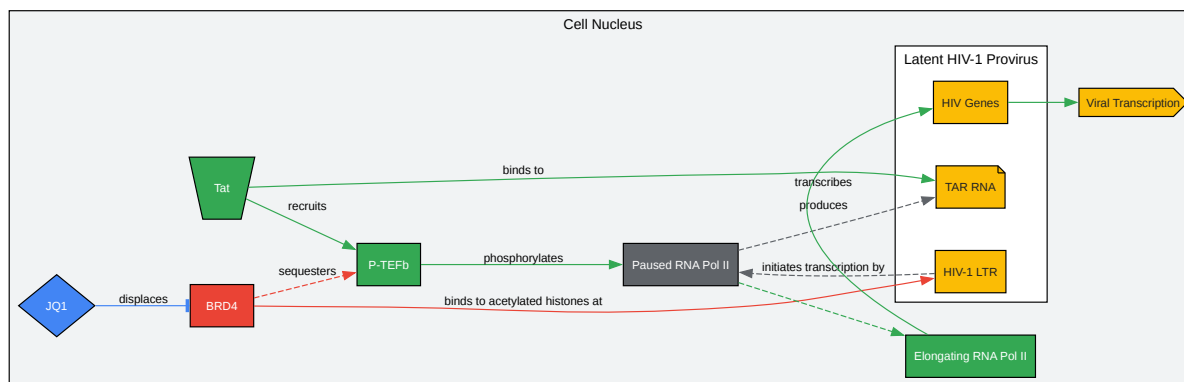 Cell Nucleus
Latent HIV-1 Provirus
HIV Genes
Viral Transcription
binds to
transcribes
Tat
TAR RNA
recruits
produces
P-TEFb
phosphorylates
Paused RNA Pol II
initiates transcription by
HIV-1 LTR
sequesters
JQ1
displaces
BRD4
binds to acetylated histones at
Elongating RNA Pol II